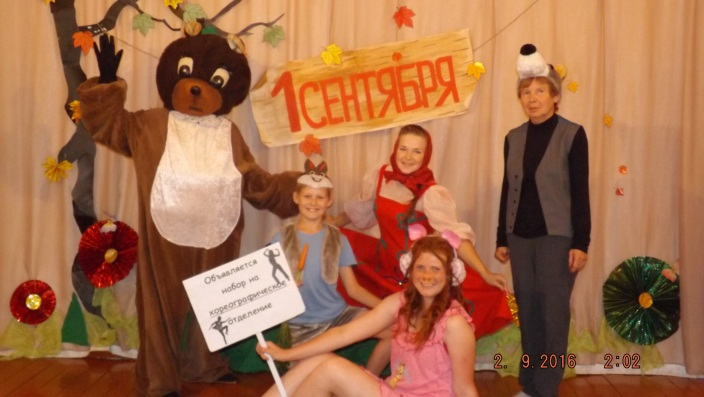 1 СЕНТЯБРЯ
Объявляется
набор на
хореографическое
отделение
2. 9.2016 2:02